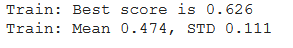 Train: Best score is 0.626
Train: Mean 0.474, STD 0.111